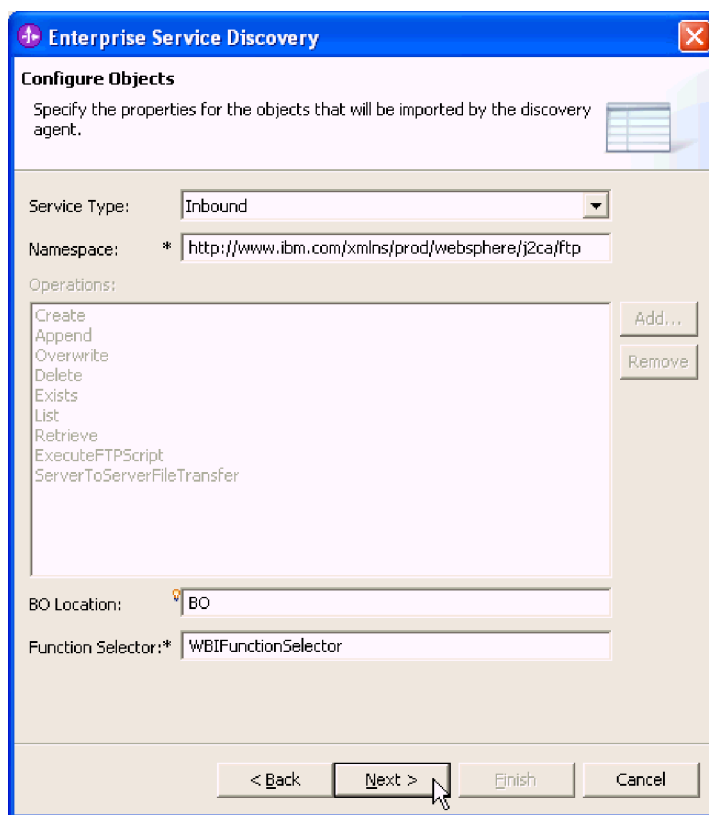 Enterprise Service Discovery
Configure Objects
Specify the properties for the objects that will be imported by the discovery
agent.
Service Type: Inbound
Namespace: * http://www.ibm.com/xmlns/prod/websphere/j2ca/ftp
Operations:
Create
Add...
Append
Overwrite
Remove
Delete
Exists
List
Retrieve
ExecuteFTPScript
ServerToServerFileTransfer
BO Location: BO
Function Selector:* WBIFunctionSelector
< Back Next > Finish Cancel